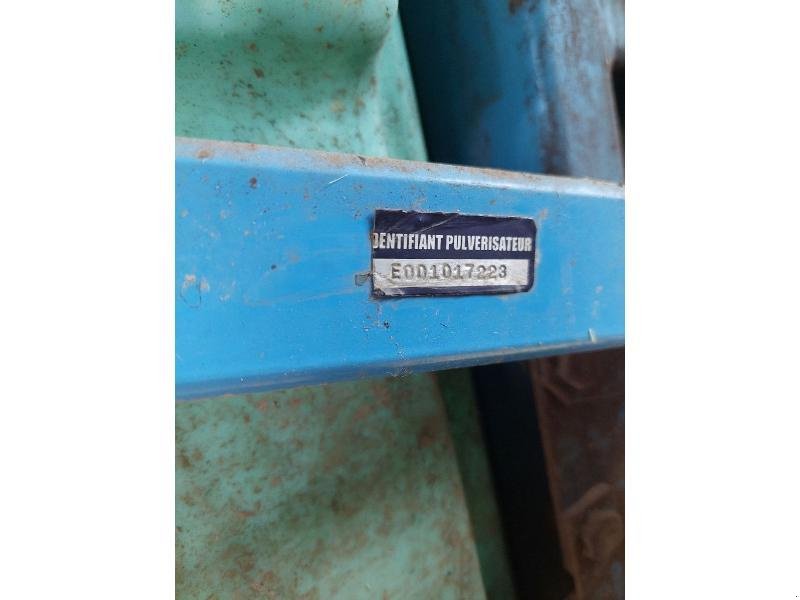 DENTIFIANT PULVERISATEUR
E001017223